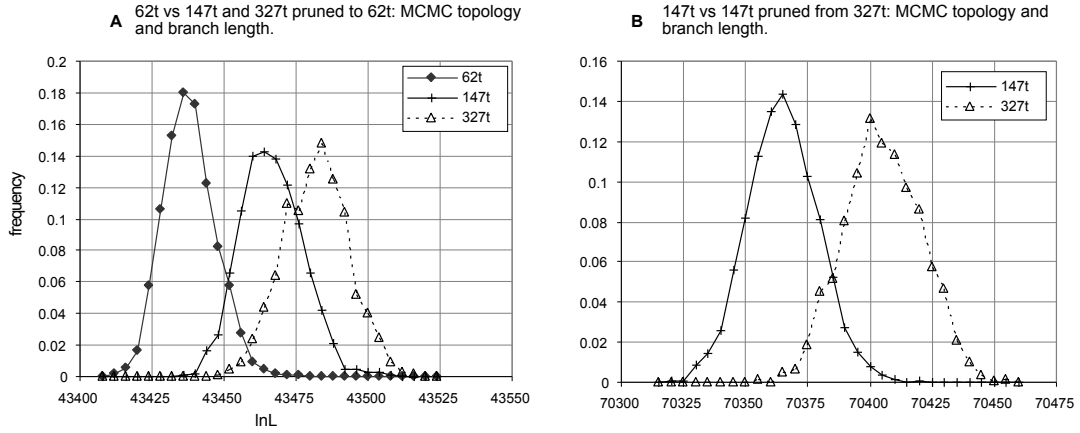 A 62t vs 147t and 327t pruned to 62t: MCMC topology
and branch length.
0.2
0.18
0.16
0.14
0.12
0.1
0.08
0.06
0.04
0.02
0
frequency
62t
147t
327t
43400 43425 43450 43475 43500 43525 43550
lnL
B 147t vs 147t pruned from 327t: MCMC topology and
branch length.
0.16
0.14
0.12
0.1
0.08
0.06
0.04
0.02
0
147t
327t
70300 70325 70350 70375 70400 70425 70450 70475